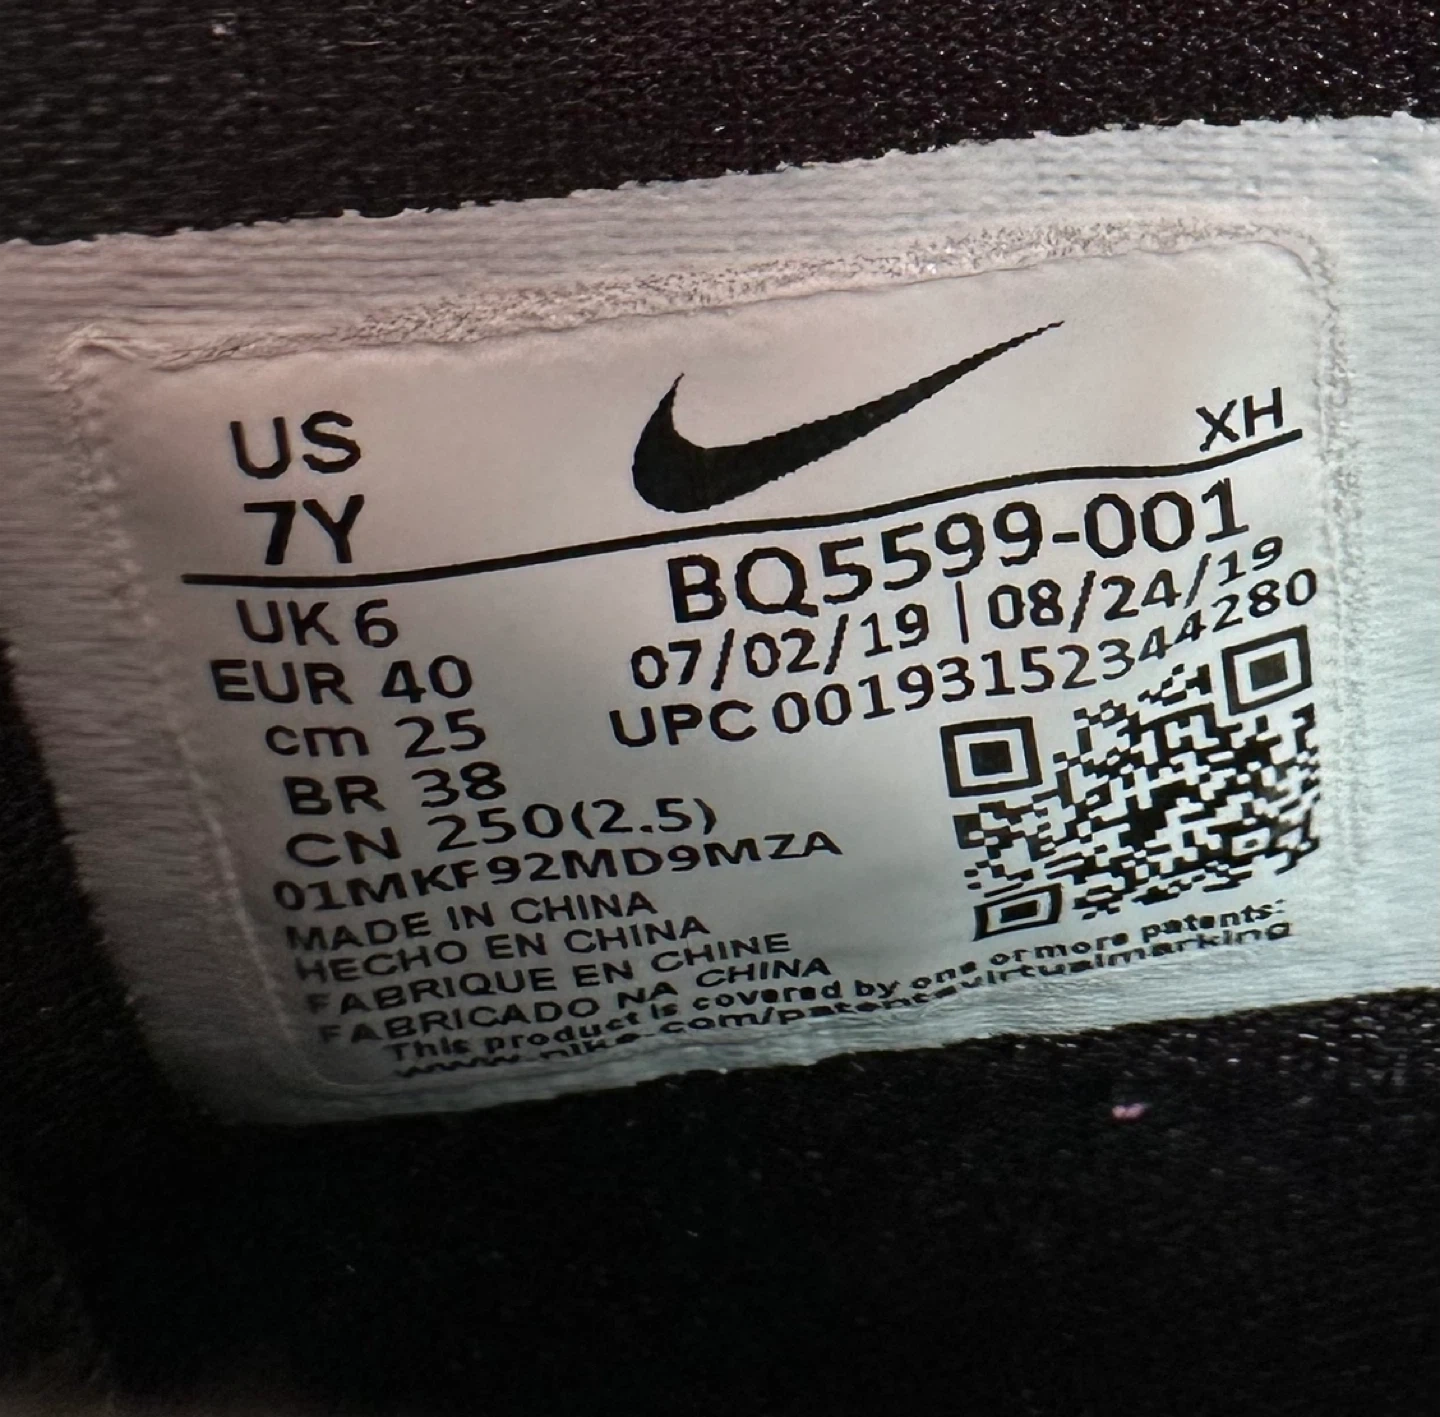 US
7Y
XH
UK 6
EUR 40
cm 25
BR 38
CN 250(2.5)
BQ5599-001
07/02/19 | 08/24/19
UPC 00193152344280
01MKF92MD9MZA
MADE IN CHINA
HECHO EN CHINA
FABRIQUE EN CHINE
FABRICADO NA CHINA
This product is covered by one or more patents:
www.nike.com/patentsvirtualmarking